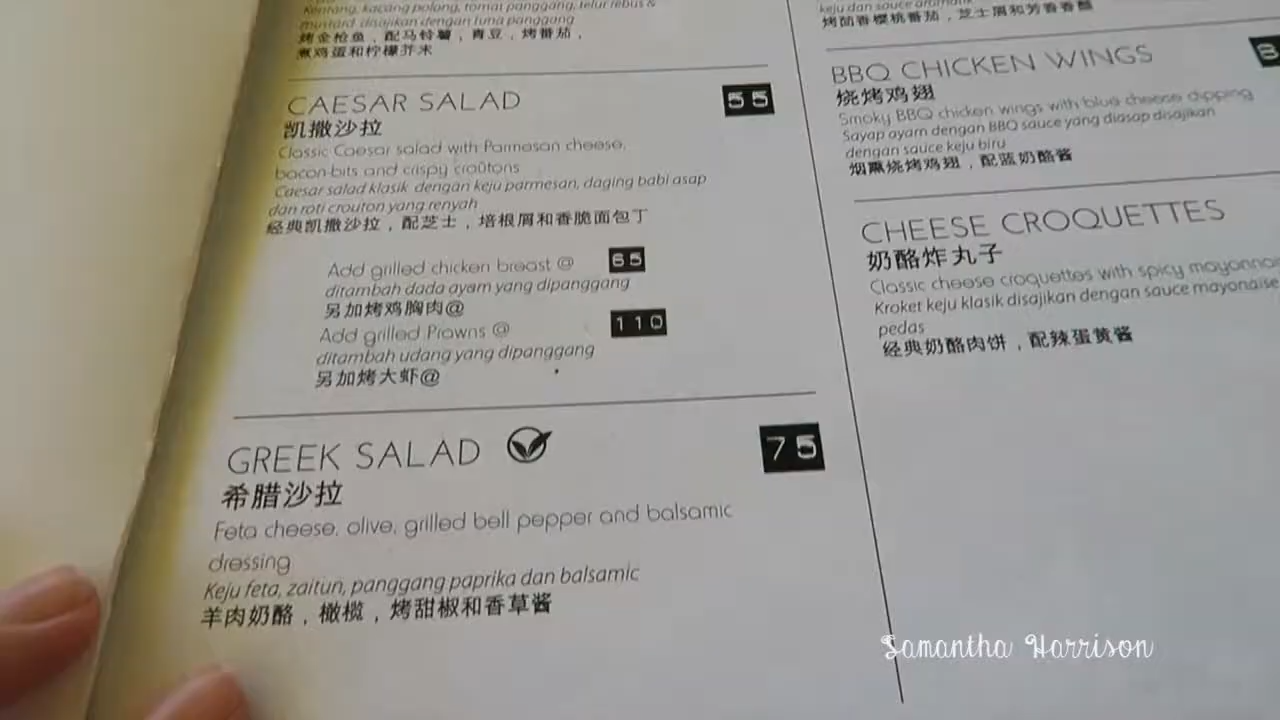 Kentang, kacang polong, tomat panggang, telur rebus &
mustard disajikan dengan tuna panggang
烤金枪鱼，配马铃薯，青豆，烤番茄，
煮鸡蛋和柠檬芥末
CAESAR SALAD 55
凯撒沙拉
Classic Caesar salad with Parmesan cheese,
bacon bits and crispy croûtons
Caesar salad klasik dengan keju parmesan, daging babi asap
dan roti crouton yang renyah
经典凯撒沙拉，配芝士，培根屑和香脆面包丁
Add grilled chicken breast @ 65
ditambah dada ayam yang dipanggang
另加烤鸡胸肉@
Add grilled Prawns @ 110
ditambah udang yang dipanggang
另加烤大虾@
GREEK SALAD 75
希腊沙拉
Feta cheese, olive, grilled bell pepper and balsamic
dressing
Keju feta, zaitun, panggang paprika dan balsamic
羊肉奶酪，橄榄，烤甜椒和香草酱
keju dan sauce aromatik
烤茴香樱桃番茄，芝士屑和芳香香醋
BBQ CHICKEN WINGS
烧烤鸡翅
Smoky BBQ chicken wings with blue cheese dipping
Sayap ayam dengan BBQ sauce yang diasap disajikan
dengan sauce keju biru
烟熏烧烤鸡翅，配蓝奶酪酱
CHEESE CROQUETTES
奶酪炸丸子
Classic cheese croquettes with spicy mayonnai
Kroket keju klasik disajikan dengan sauce mayonaise
pedas
经典奶酪肉饼，配辣蛋黄酱
Samantha Harrison